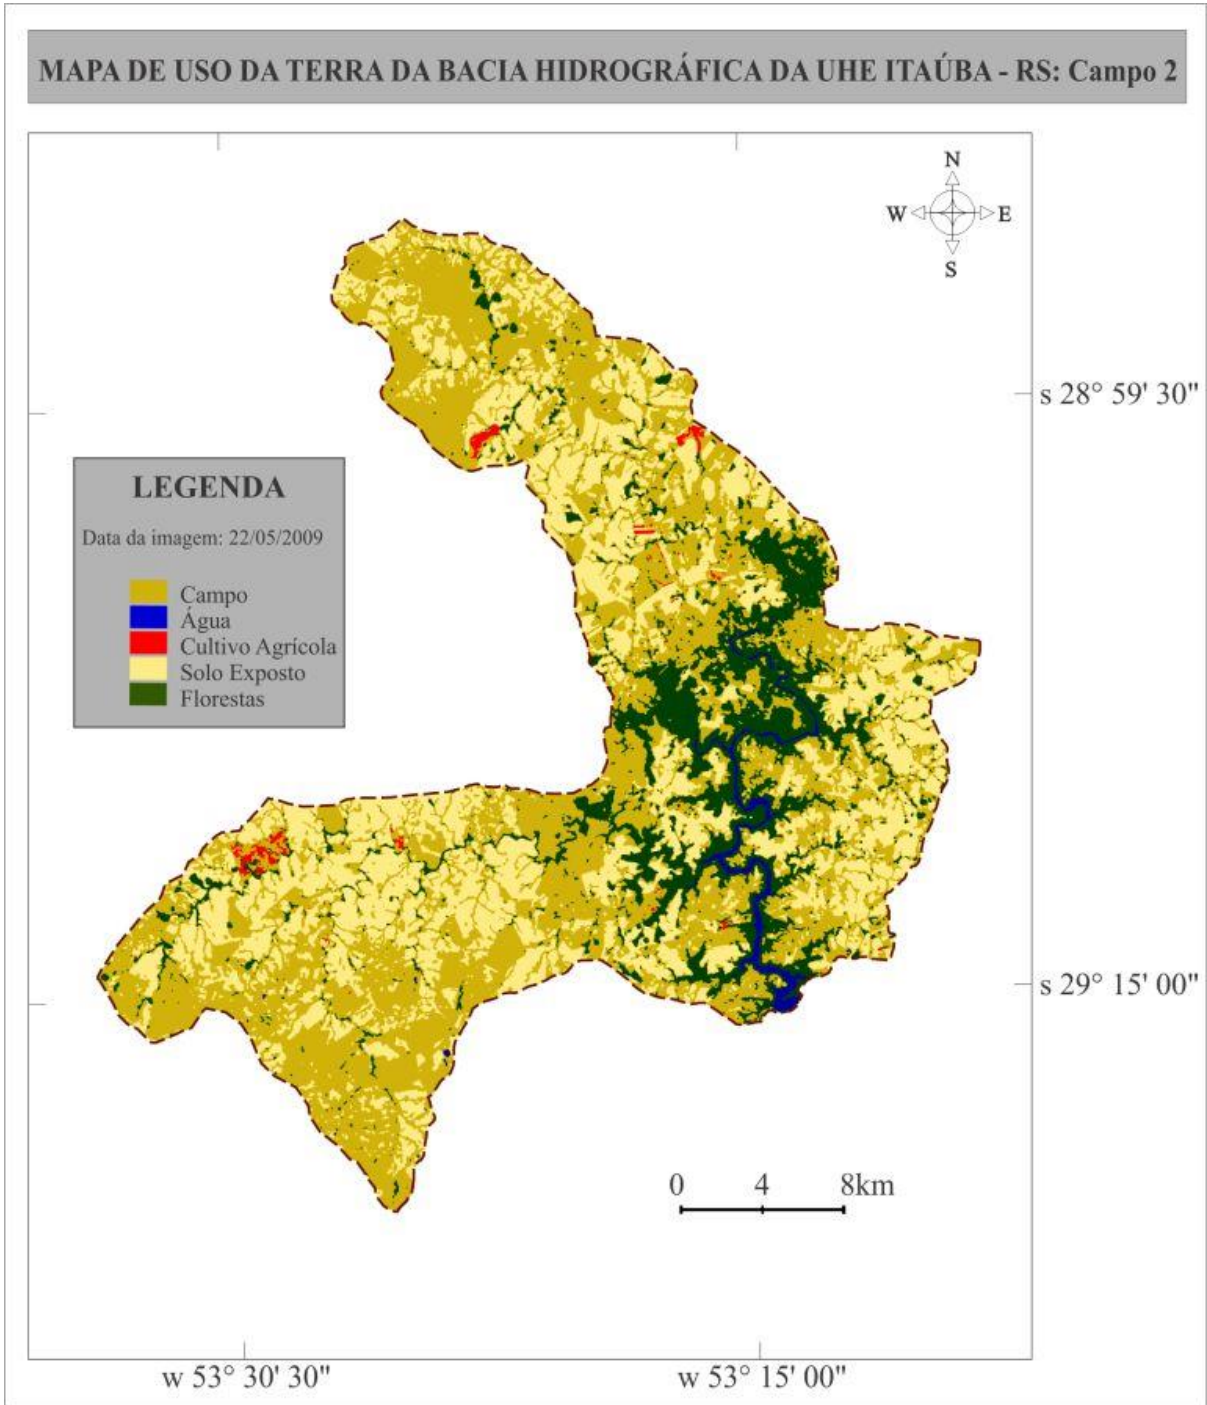 MAPA DE USO DA TERRA DA BACIA HIDROGRÁFICA DA UHE ITAÚBA - RS: Campo 2
N
W E
S
s 28° 59' 30"
LEGENDA
Data da imagem: 22/05/2009
Campo
Água
Cultivo Agrícola
Solo Exposto
Florestas
s 29° 15' 00"
0 4 8km
w 53° 30' 30" w 53° 15' 00"